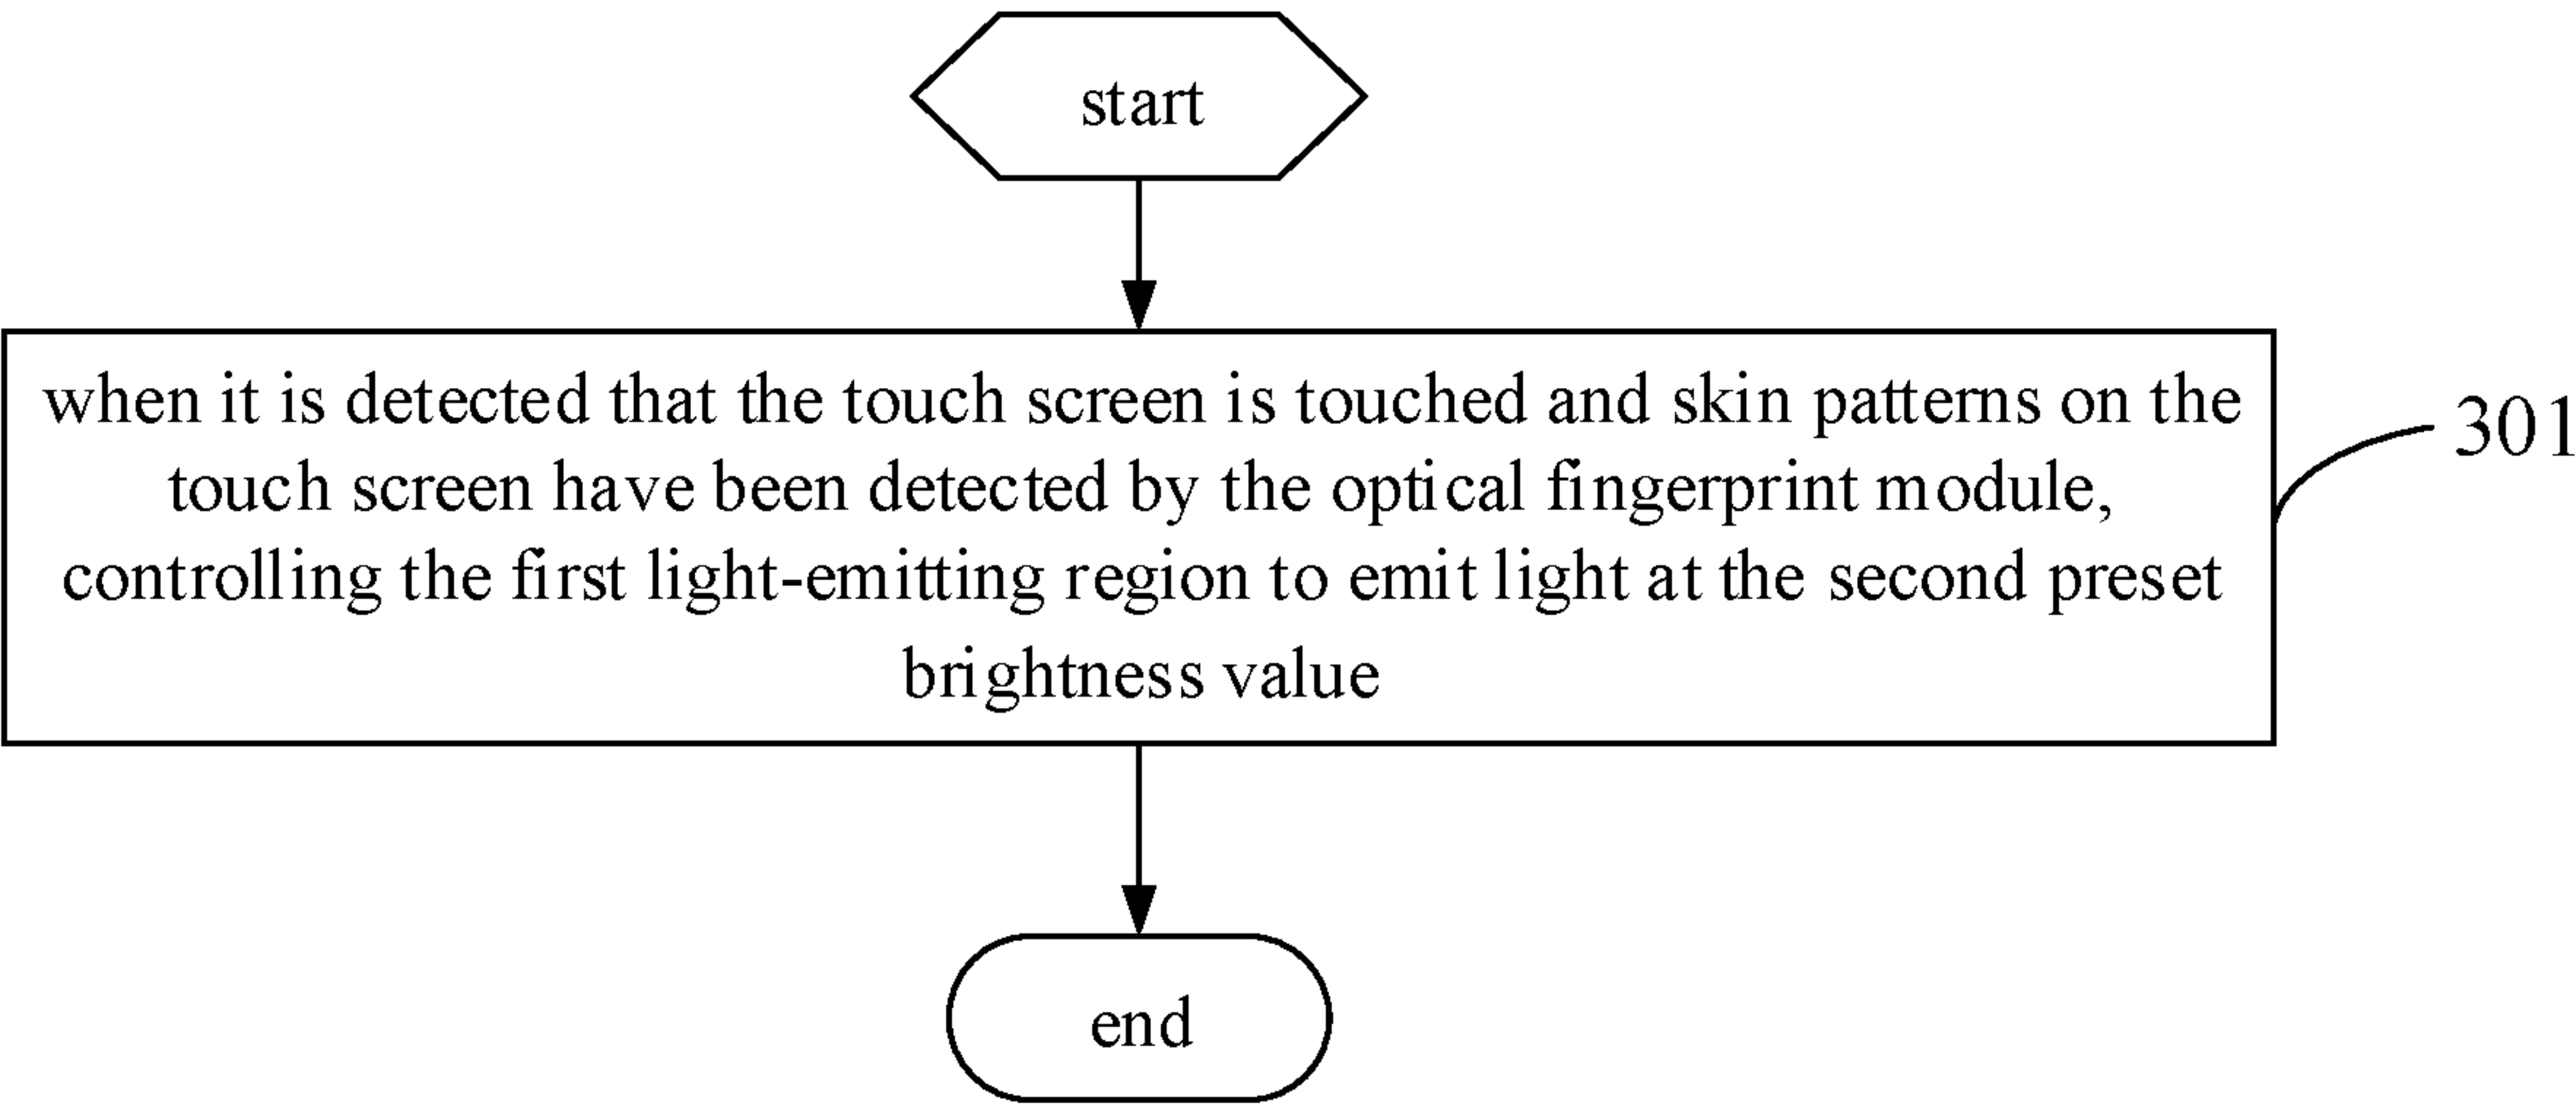 start
when it is detected that the touch screen is touched and skin patterns on the
touch screen have been detected by the optical fingerprint module,
controlling the first light-emitting region to emit light at the second preset
brightness value
301
end